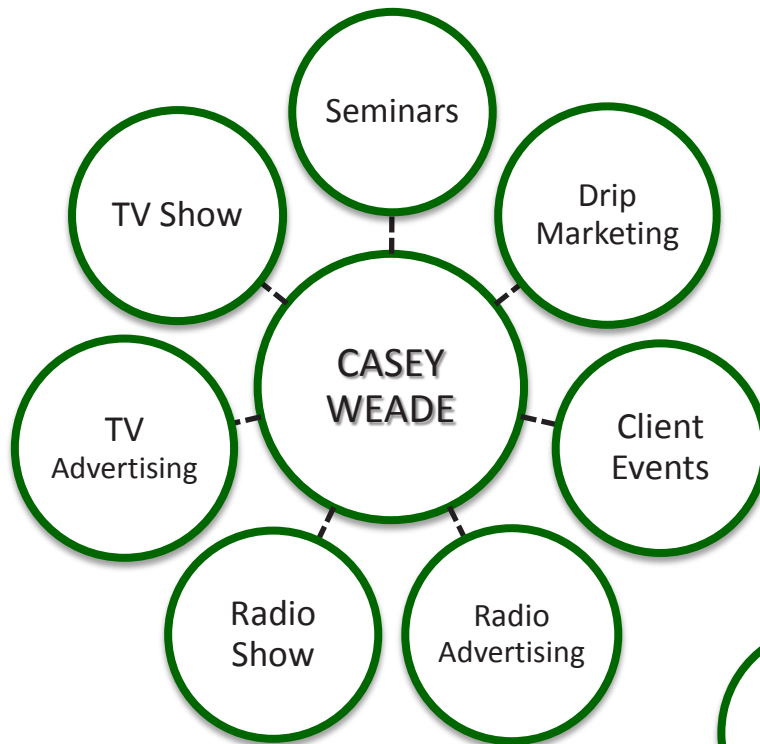 Seminars
TV Show
Drip
Marketing
CASEY
WEADE
TV
Advertising
Client
Events
Radio
Show
Radio
Advertising